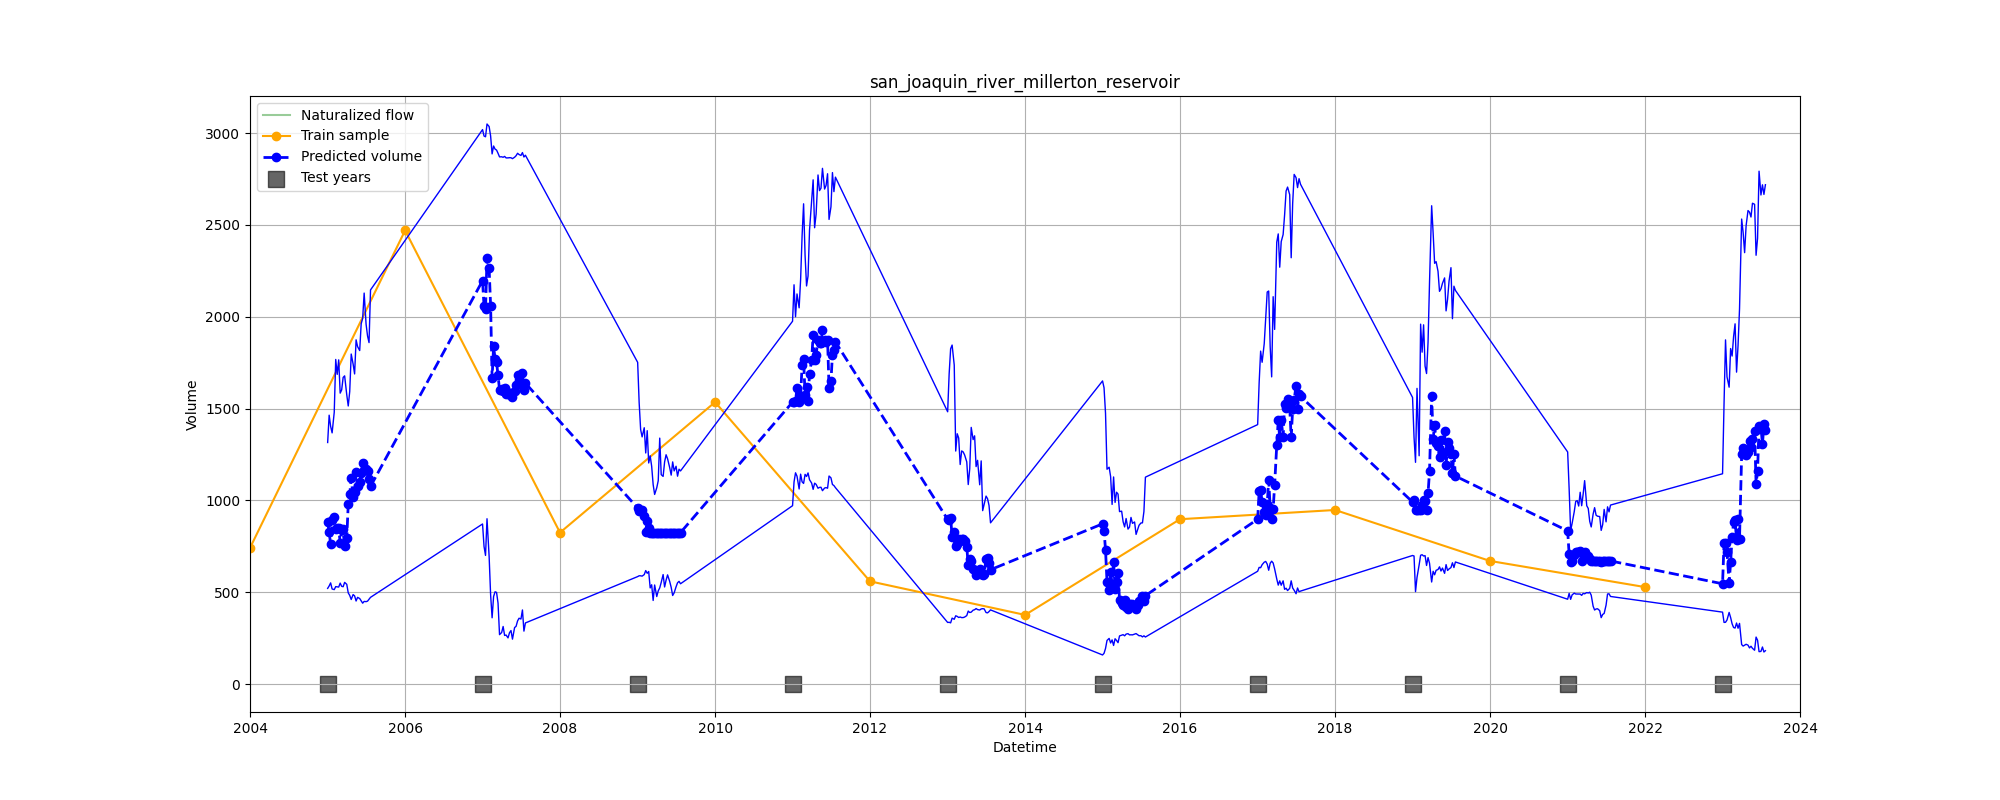 san_joaquin_river_millerton_reservoir
Naturalized flow
Train sample
Predicted volume
Test years
3000
2500
2000
1500
1000
500
0
Volume
2004 2006 2008 2010 2012 2014 2016 2018 2020 2022 2024
Datetime